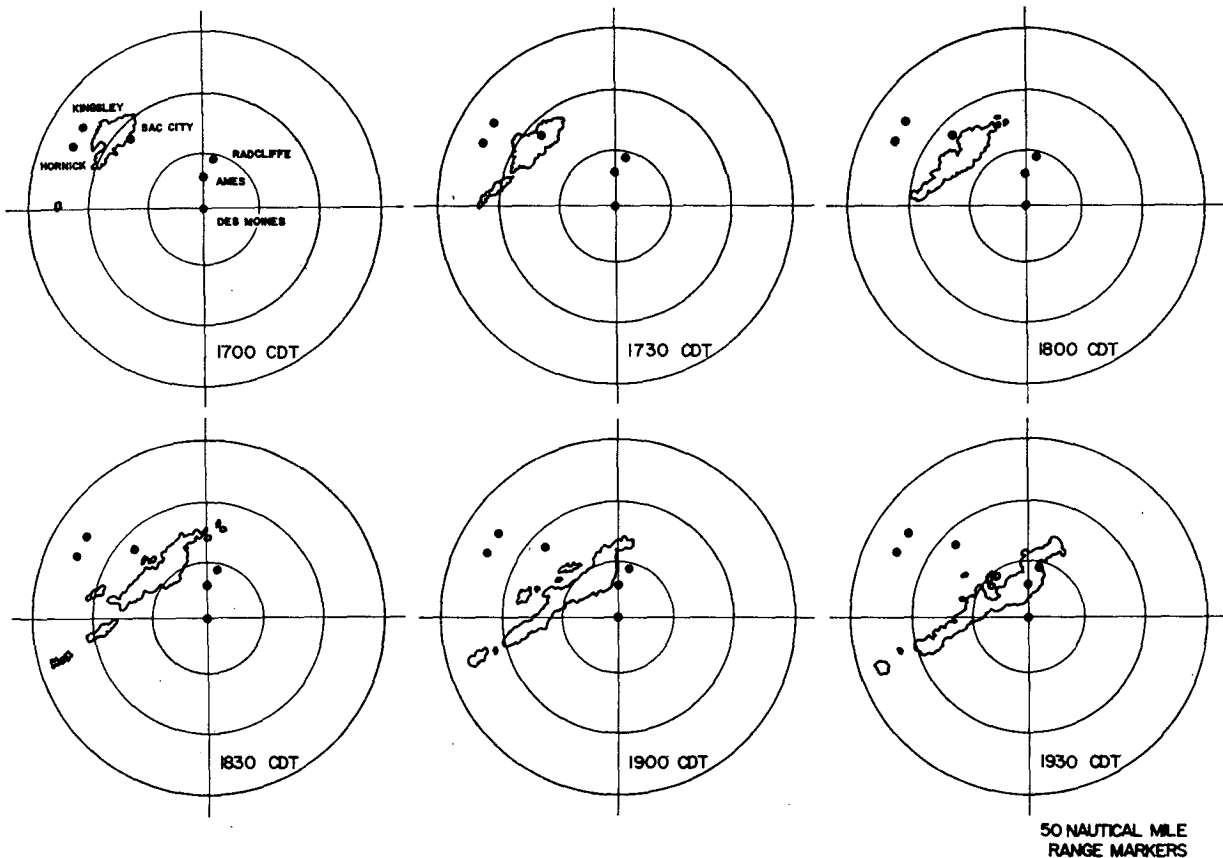 KINGSLEY
SAC CITY
HORNICK
RADCLIFFE
AMES
DES MOINES
1700 CDT
1730 CDT
1800 CDT
1830 CDT
1900 CDT
1930 CDT
50 NAUTICAL MILE
RANGE MARKERS